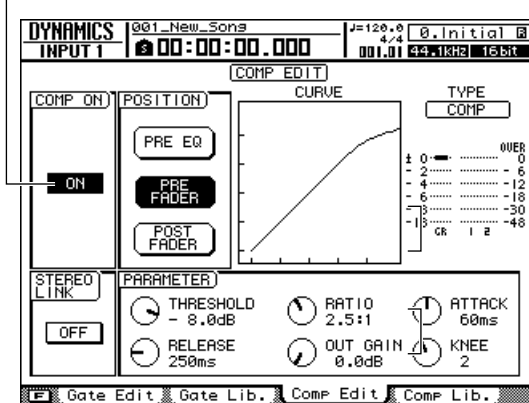 DYNAMICS
INPUT 1
001_New_Song
S 00:00:00.000
♩=120.0
4/4
001.01
0.Initial R
44.1kHz 16bit
COMP EDIT
COMP ON
ON
POSITION
PRE EQ
PRE FADER
POST FADER
CURVE
TYPE
COMP
OVER
± 0 0
- 2 - 6
- 4 -12
- 6 -18
-30
-18 -48
GR 1 2
STEREO LINK
OFF
PARAMETER
THRESHOLD
- 8.0dB
RATIO
2.5:1
ATTACK
60ms
RELEASE
250ms
OUT GAIN
0.0dB
KNEE
2
F Gate Edit Gate Lib. Comp Edit Comp Lib.